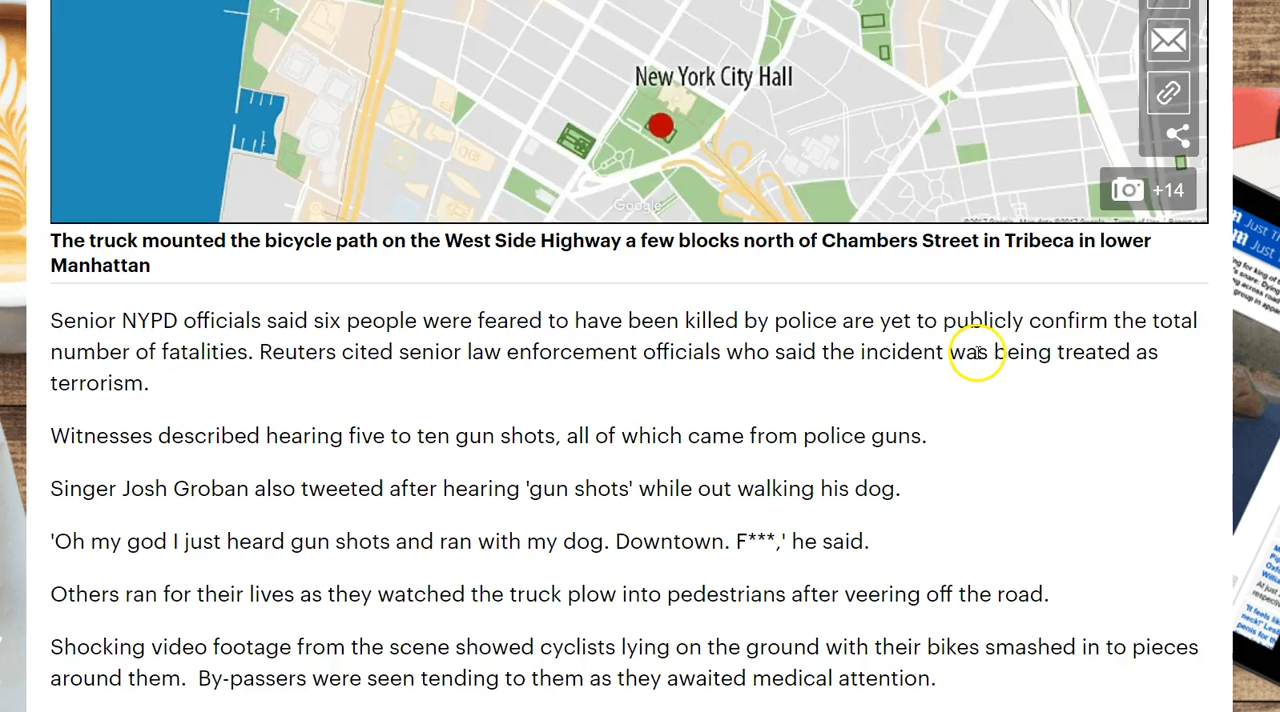 New York City Hall
Google
+14
The truck mounted the bicycle path on the West Side Highway a few blocks north of Chambers Street in Tribeca in lower
Manhattan
Senior NYPD officials said six people were feared to have been killed by police are yet to publicly confirm the total
number of fatalities. Reuters cited senior law enforcement officials who said the incident was being treated as
terrorism.
Witnesses described hearing five to ten gun shots, all of which came from police guns.
Singer Josh Groban also tweeted after hearing 'gun shots' while out walking his dog.
'Oh my god I just heard gun shots and ran with my dog. Downtown. F***,' he said.
Others ran for their lives as they watched the truck plow into pedestrians after veering off the road.
Shocking video footage from the scene showed cyclists lying on the ground with their bikes smashed in to pieces
around them.  By-passers were seen tending to them as they awaited medical attention.